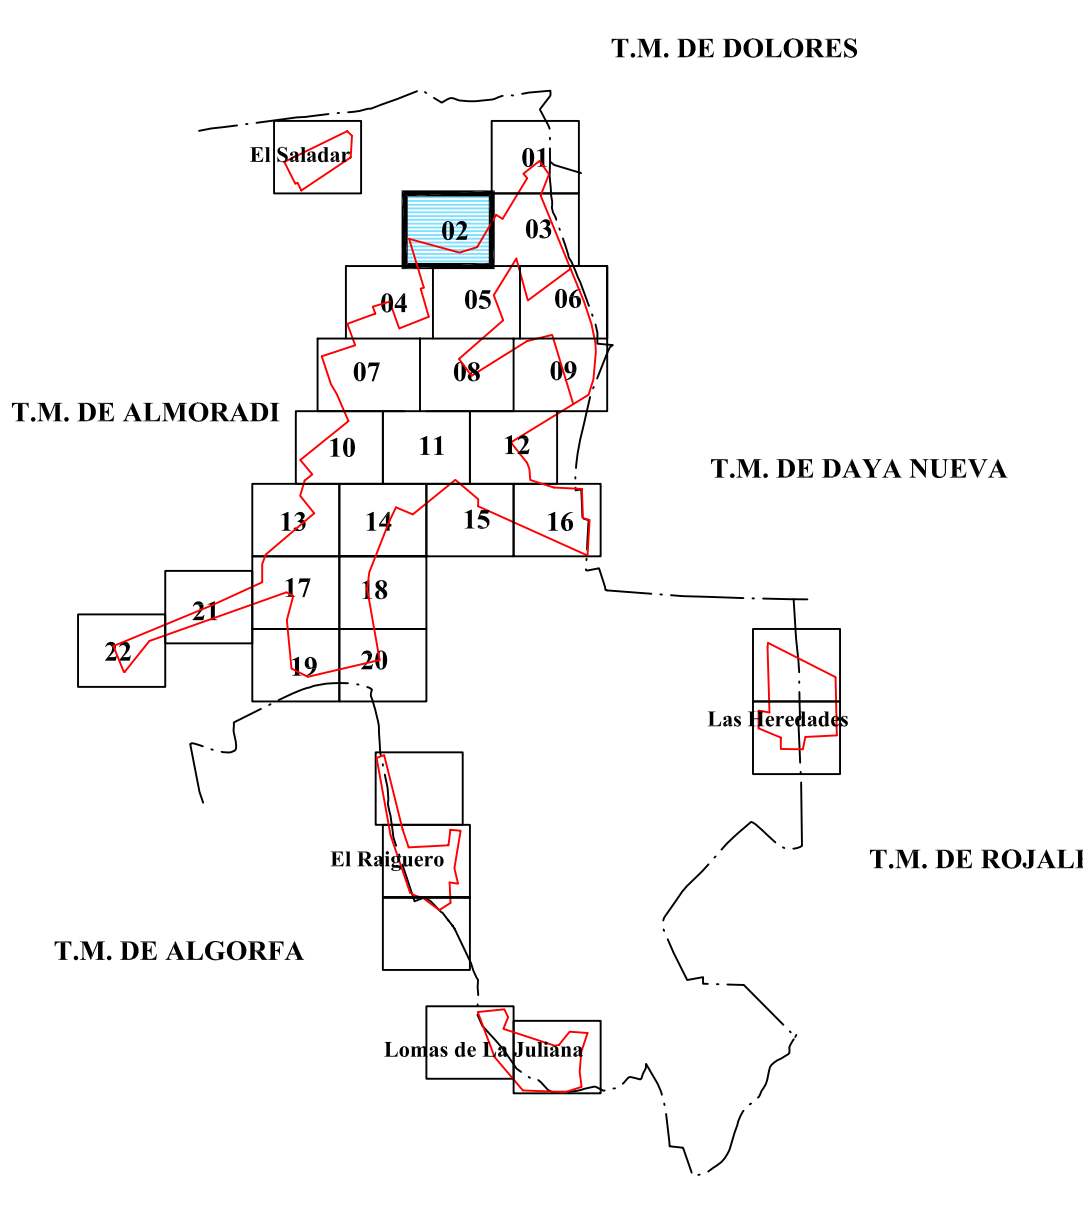 T.M. DE DOLORES
El Saladar
01
02
03
04
05
06
07
08
09
T.M. DE ALMORADI
10
11
12
T.M. DE DAYA NUEVA
13
14
15
16
17
18
21
22
19
20
Las Heredades
El Raiguero
T.M. DE ROJALE
T.M. DE ALGORFA
Lomas de La Juliana